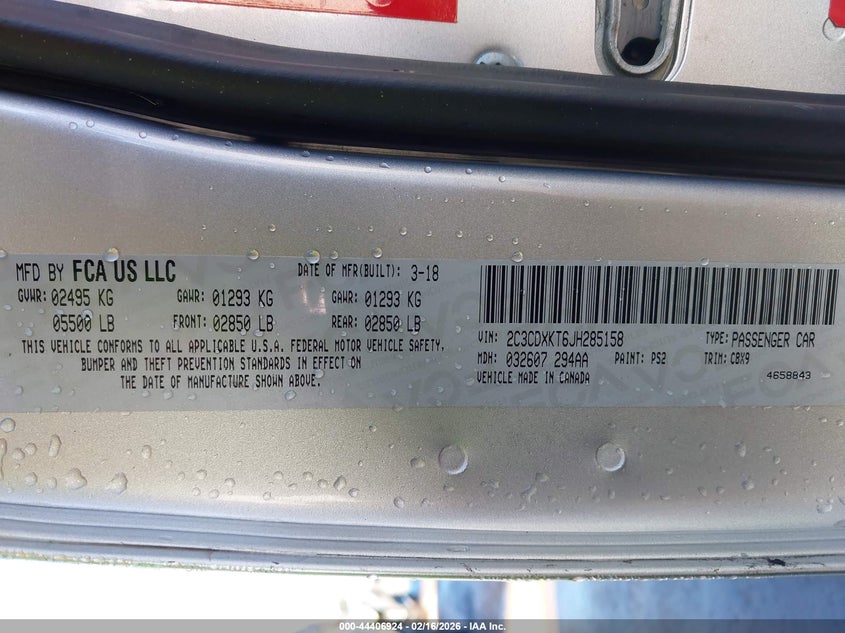 MFD BY FCA US LLC DATE OF MFR(BUILT): 3-18
GVWR: 02495 KG GAWR: 01293 KG GAWR: 01293 KG
05500 LB FRONT: 02850 LB REAR: 02850 LB
THIS VEHICLE CONFORMS TO ALL APPLICABLE U.S.A. FEDERAL MOTOR VEHICLE SAFETY,
BUMPER AND THEFT PREVENTION STANDARDS IN EFFECT ON
THE DATE OF MANUFACTURE SHOWN ABOVE.
VIN: 2C3CDXKT6JH285158 TYPE: PASSENGER CAR
MDH: 032607 294AA PAINT: PS2 TRIM: CBX9
VEHICLE MADE IN CANADA 4658843
000-44406924 - 02/16/2026 - IAA Inc.